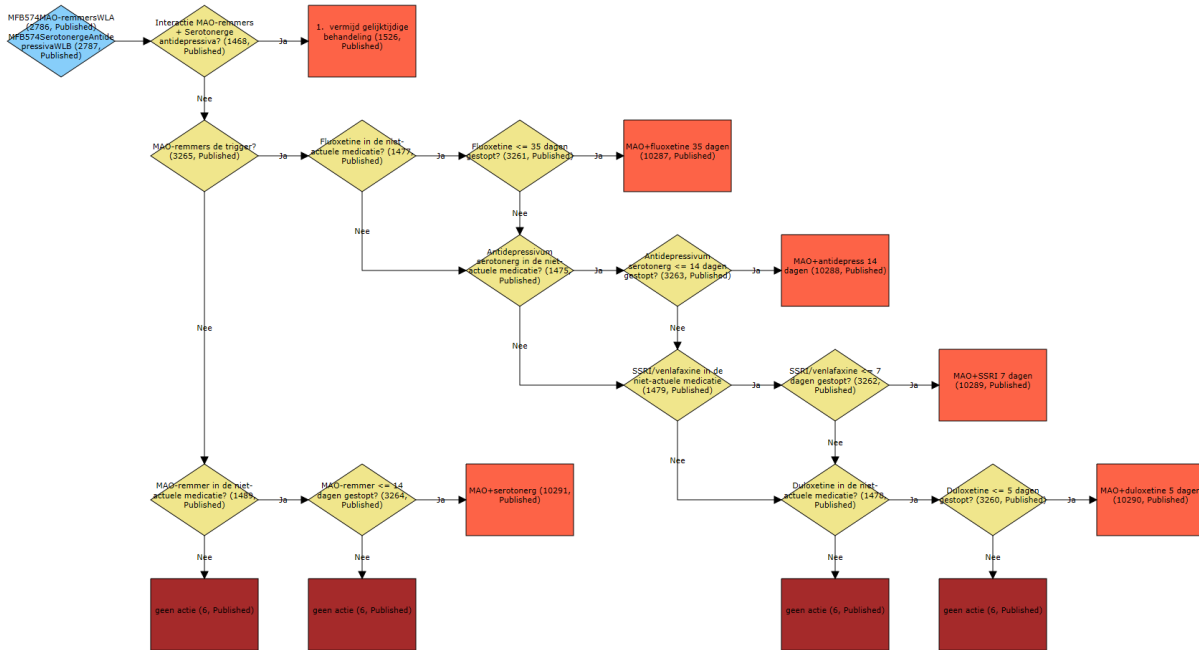 MFB574MAO-remmersWLA
(2786, Published)
MFB574SerotonergeAntide
pressivaWLB (2787,
Published)
Interactie MAO-remmers
+ Serotonerge
antidepressiva? (1468,
Published)
Ja
1. vermijd gelijktijdige
behandeling (1526,
Published)
Nee
MAO-remmers de trigger?
(3265, Published)
Ja
Fluoxetine in de niet-
actuele medicatie? (1477,
Published)
Ja
Fluoxetine <= 35 dagen
gestopt? (3261, Published)
Ja
MAO+fluoxetine 35 dagen
(10287, Published)
Nee
Nee
Antidepressivum
serotonerg in de niet-
actuele medicatie? (1475,
Published)
Ja
Antidepressivum
serotonerg <= 14 dagen
gestopt? (3263, Published)
Ja
MAO+antidepress 14
dagen (10288, Published)
Nee
Nee
Nee
SSRI/venlafaxine in de
niet-actuele medicatie
(1479, Published)
Ja
SSRI/venlafaxine <= 7
dagen gestopt? (3262,
Published)
Ja
MAO+SSRI 7 dagen
(10289, Published)
Nee
Nee
MAO-remmer in de niet-
actuele medicatie? (1489,
Published)
Ja
MAO-remmer <= 14
dagen gestopt? (3264,
Published)
Ja
MAO+serotonerg (10291,
Published)
Duloxetine in de niet-
actuele medicatie? (1478,
Published)
Ja
Duloxetine <= 5 dagen
gestopt? (3260, Published)
Ja
MAO+duloxetine 5 dagen
(10290, Published)
Nee
Nee
Nee
Nee
geen actie (6, Published)
geen actie (6, Published)
geen actie (6, Published)
geen actie (6, Published)